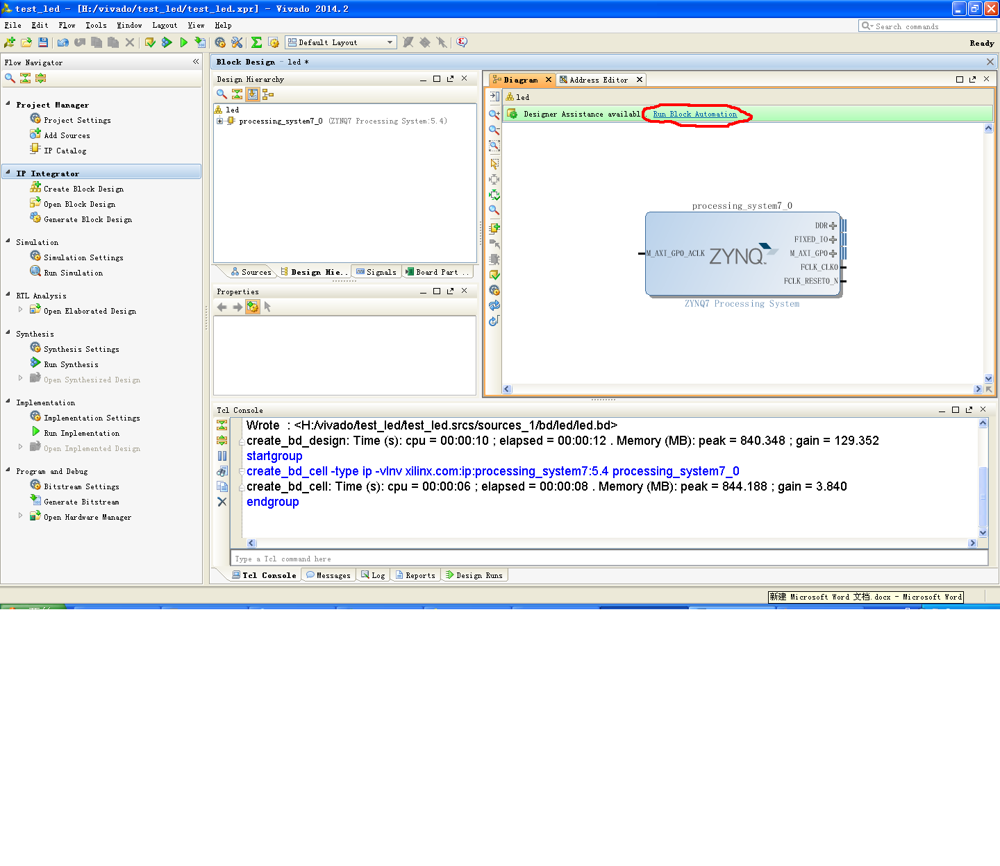 test_led - [H:/vivado/test_led/test_led.xpr] - Vivado 2014.2
File Edit Flow Tools Window Layout View Help
Search commands
Default Layout
Ready
Flow Navigator
Project Manager
Project Settings
Add Sources
IP Catalog
IP Integrator
Create Block Design
Open Block Design
Generate Block Design
Simulation
Simulation Settings
Run Simulation
RTL Analysis
Open Elaborated Design
Synthesis
Synthesis Settings
Run Synthesis
Open Synthesized Design
Implementation
Implementation Settings
Run Implementation
Open Implemented Design
Program and Debug
Bitstream Settings
Generate Bitstream
Open Hardware Manager
Block Design - led *
Design Hierarchy
led
processing_system7_0 (ZYNQ7 Processing System:5.4)
Sources Design Hie.. Signals Board Part ..
Properties
Diagram Address Editor
led
Designer Assistance availabl. Run Block Automation
processing_system7_0
DDR
FIXED_IO
M_AXI_GP0_ACLK ZYNQ M_AXI_GP0
FCLK_CLK0
FCLK_RESET0_N
ZYNQ7 Processing System
Tcl Console
Wrote : <H:/vivado/test_led/test_led.srcs/sources_1/bd/led/led.bd>
create_bd_design: Time (s): cpu = 00:00:10 ; elapsed = 00:00:12 . Memory (MB): peak = 840.348 ; gain = 129.352
startgroup
create_bd_cell -type ip -vlnv xilinx.com:ip:processing_system7:5.4 processing_system7_0
create_bd_cell: Time (s): cpu = 00:00:06 ; elapsed = 00:00:08 . Memory (MB): peak = 844.188 ; gain = 3.840
endgroup
Type a Tcl command here
Tcl Console Messages Log Reports Design Runs
新建 Microsoft Word 文档.docx - Microsoft Word